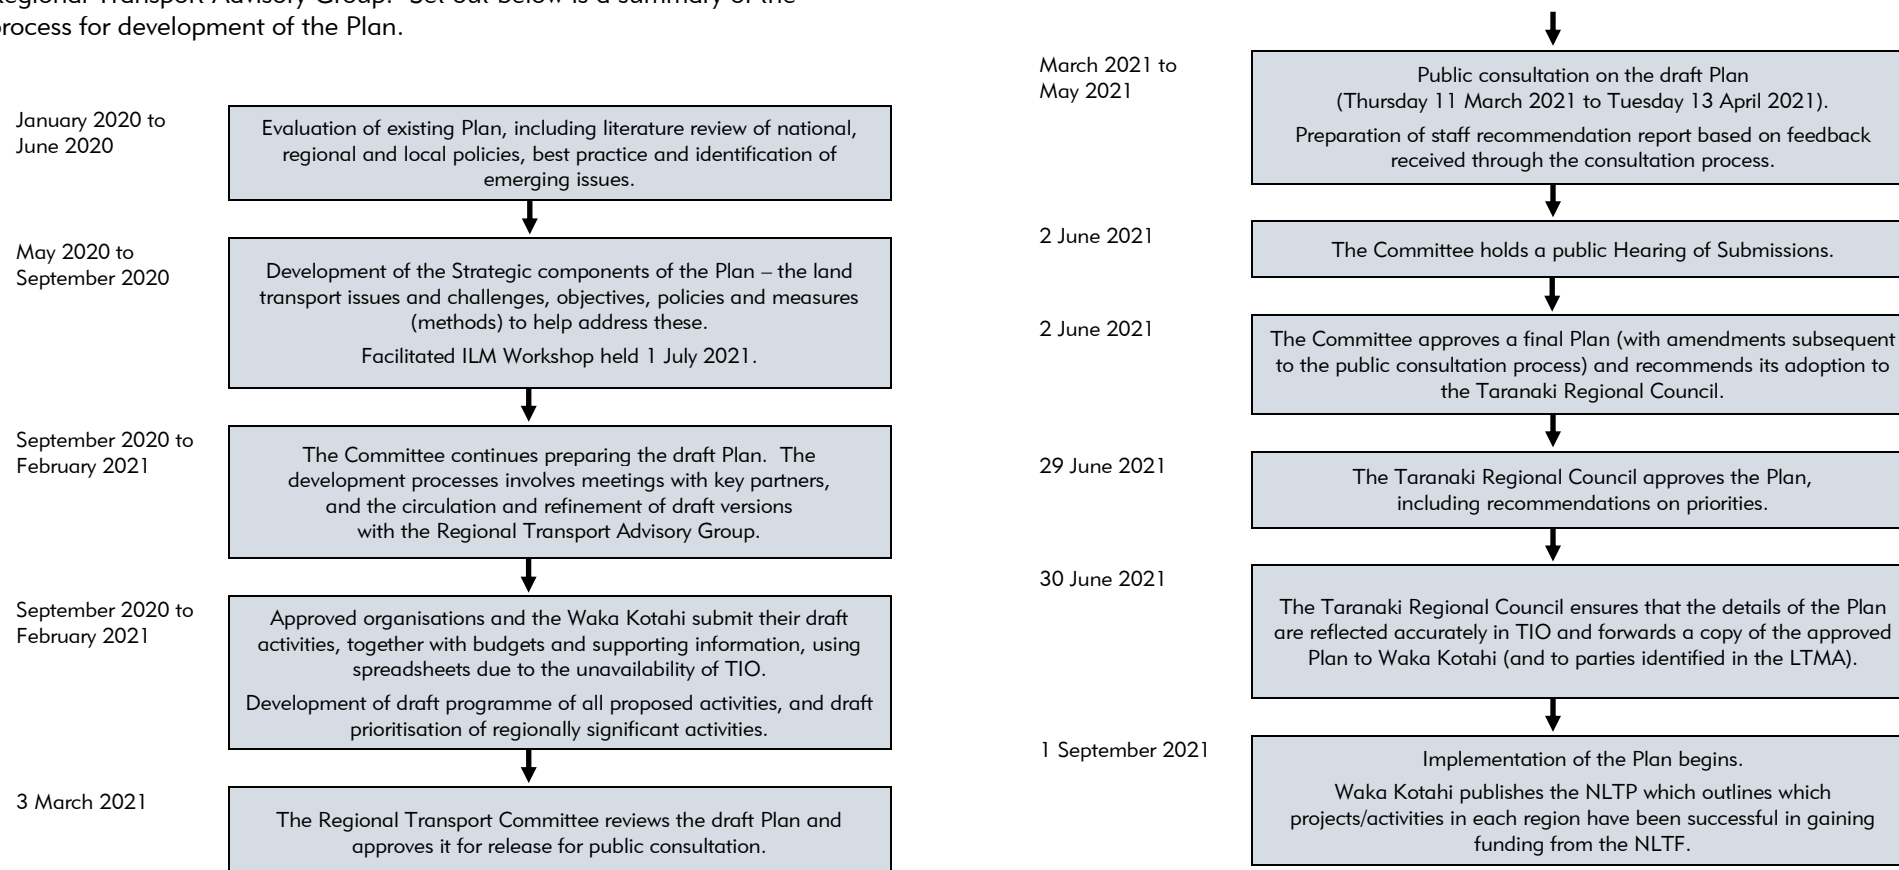 process for development of the Plan.
January 2020 to
June 2020
Evaluation of existing Plan, including literature review of national,
regional and local policies, best practice and identification of
emerging issues.
May 2020 to
September 2020
Development of the Strategic components of the Plan – the land
transport issues and challenges, objectives, policies and measures
(methods) to help address these.
Facilitated ILM Workshop held 1 July 2021.
September 2020 to
February 2021
The Committee continues preparing the draft Plan. The
development processes involves meetings with key partners,
and the circulation and refinement of draft versions
with the Regional Transport Advisory Group.
September 2020 to
February 2021
Approved organisations and the Waka Kotahi submit their draft
activities, together with budgets and supporting information, using
spreadsheets due to the unavailability of TIO.
Development of draft programme of all proposed activities, and draft
prioritisation of regionally significant activities.
3 March 2021
The Regional Transport Committee reviews the draft Plan and
approves it for release for public consultation.
March 2021 to
May 2021
Public consultation on the draft Plan
(Thursday 11 March 2021 to Tuesday 13 April 2021).
Preparation of staff recommendation report based on feedback
received through the consultation process.
2 June 2021
The Committee holds a public Hearing of Submissions.
2 June 2021
The Committee approves a final Plan (with amendments subsequent
to the public consultation process) and recommends its adoption to
the Taranaki Regional Council.
29 June 2021
The Taranaki Regional Council approves the Plan,
including recommendations on priorities.
30 June 2021
The Taranaki Regional Council ensures that the details of the Plan
are reflected accurately in TIO and forwards a copy of the approved
Plan to Waka Kotahi (and to parties identified in the LTMA).
1 September 2021
Implementation of the Plan begins.
Waka Kotahi publishes the NLTP which outlines which
projects/activities in each region have been successful in gaining
funding from the NLTF.